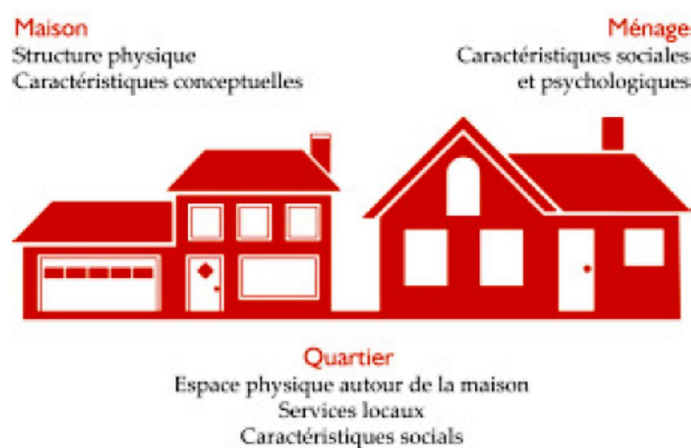 Maison
Structure physique
Caractéristiques conceptuelles
Ménage
Caractéristiques sociales
et psychologiques
Quartier
Espace physique autour de la maison
Services locaux
Caractéristiques socials